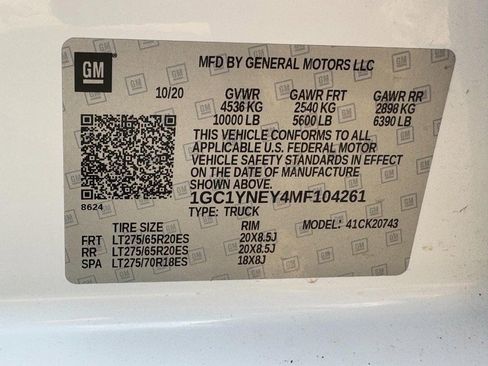 GM
MFD BY GENERAL MOTORS LLC
10/20 GVWR GAWR FRT GAWR RR
4536 KG 2540 KG 2898 KG
10000 LB 5600 LB 6390 LB
THIS VEHICLE CONFORMS TO ALL
APPLICABLE U.S. FEDERAL MOTOR
VEHICLE SAFETY STANDARDS IN EFFECT
ON THE DATE OF MANUFACTURE
SHOWN ABOVE.
8624 1GC1YNEY4MF104261
TYPE: TRUCK
TIRE SIZE RIM MODEL: 41CK20743
FRT LT275/65R20ES 20X8.5J
RR LT275/65R20ES 20X8.5J
SPA LT275/70R18ES 18X8J